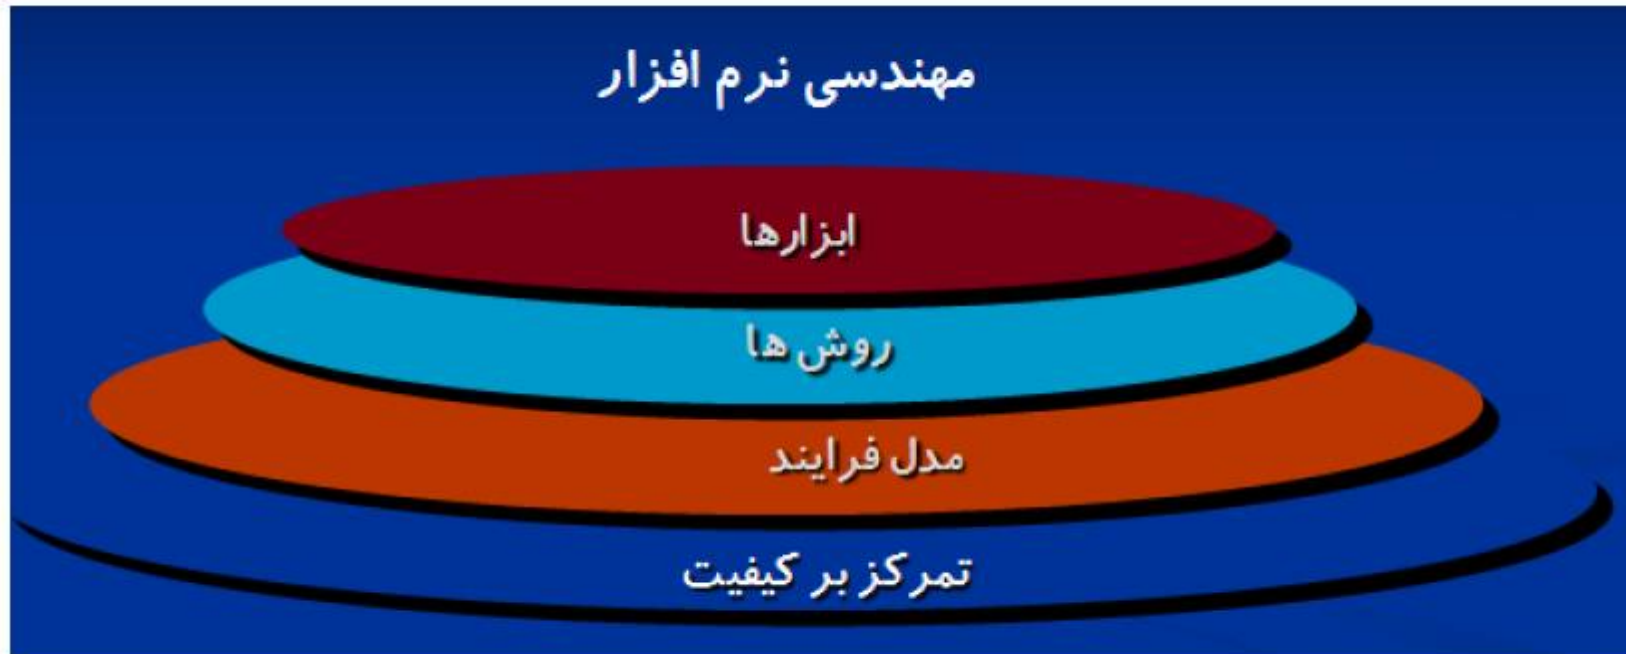 مهندسی نرم افزار
ابزارها
روش ها
مدل فرایند
تمرکز بر کیفیت